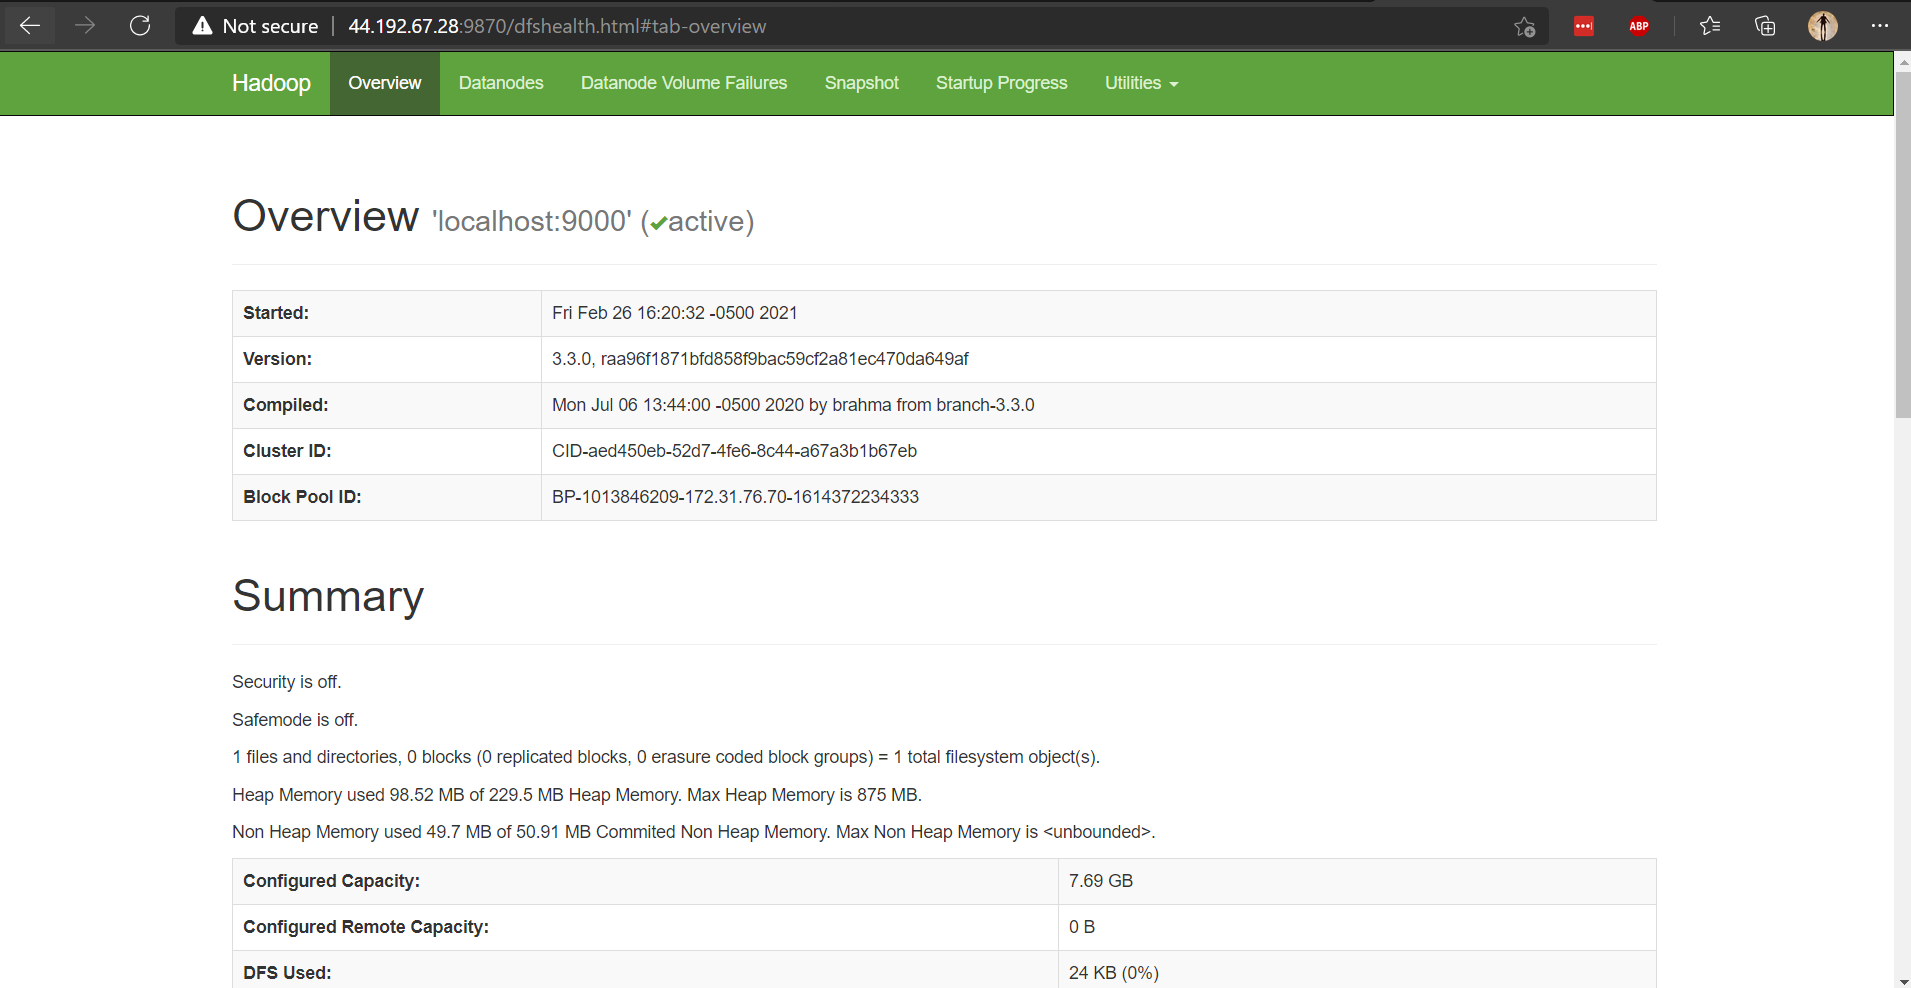 Not secure | 44.192.67.28:9870/dfshealth.html#tab-overview
ABP
Hadoop Overview Datanodes Datanode Volume Failures Snapshot Startup Progress Utilities
Overview 'localhost:9000' (✔active)
Started: Fri Feb 26 16:20:32 -0500 2021
Version: 3.3.0, raa96f1871bfd858f9bac59cf2a81ec470da649af
Compiled: Mon Jul 06 13:44:00 -0500 2020 by brahma from branch-3.3.0
Cluster ID: CID-aed450eb-52d7-4fe6-8c44-a67a3b1b67eb
Block Pool ID: BP-1013846209-172.31.76.70-1614372234333
Summary
Security is off.
Safemode is off.
1 files and directories, 0 blocks (0 replicated blocks, 0 erasure coded block groups) = 1 total filesystem object(s).
Heap Memory used 98.52 MB of 229.5 MB Heap Memory. Max Heap Memory is 875 MB.
Non Heap Memory used 49.7 MB of 50.91 MB Commited Non Heap Memory. Max Non Heap Memory is <unbounded>.
Configured Capacity: 7.69 GB
Configured Remote Capacity: 0 B
DFS Used: 24 KB (0%)